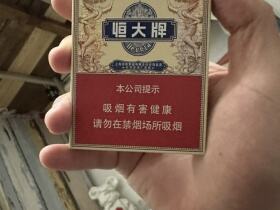 恒大牌
本公司提示
吸烟有害健康
请勿在禁烟场所吸烟